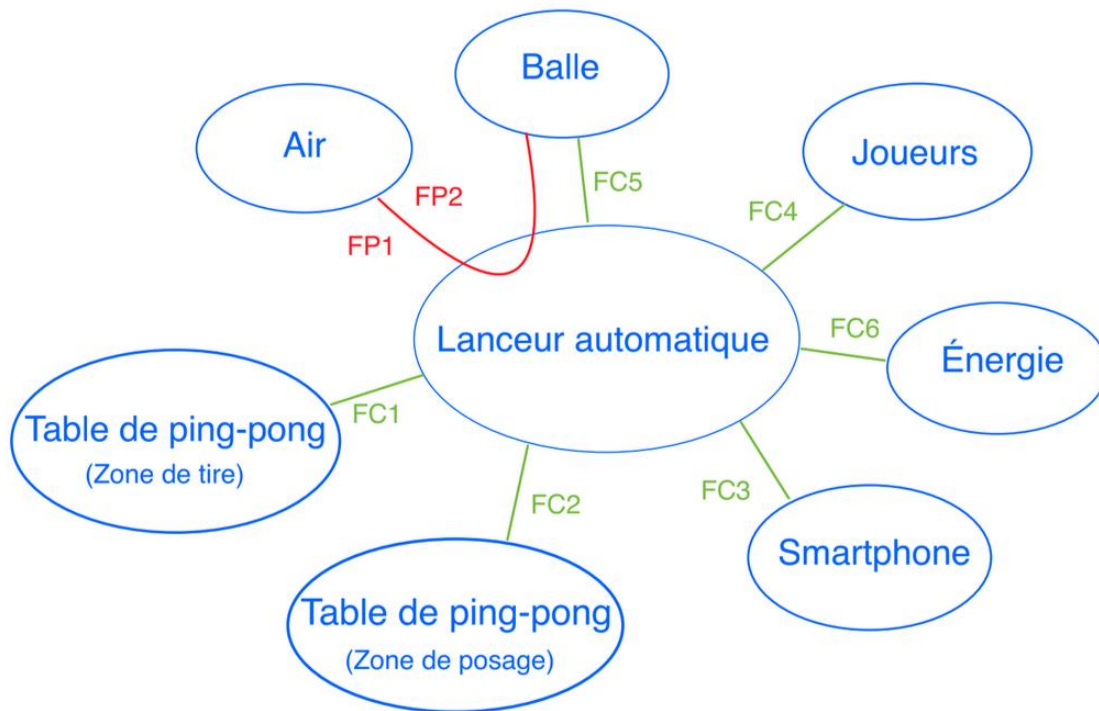 Balle
Air
Joueurs
FP2
FC5
FC4
FP1
Lanceur automatique
FC6
Énergie
Table de ping-pong
(Zone de tire)
FC1
FC2
FC3
Smartphone
Table de ping-pong
(Zone de posage)